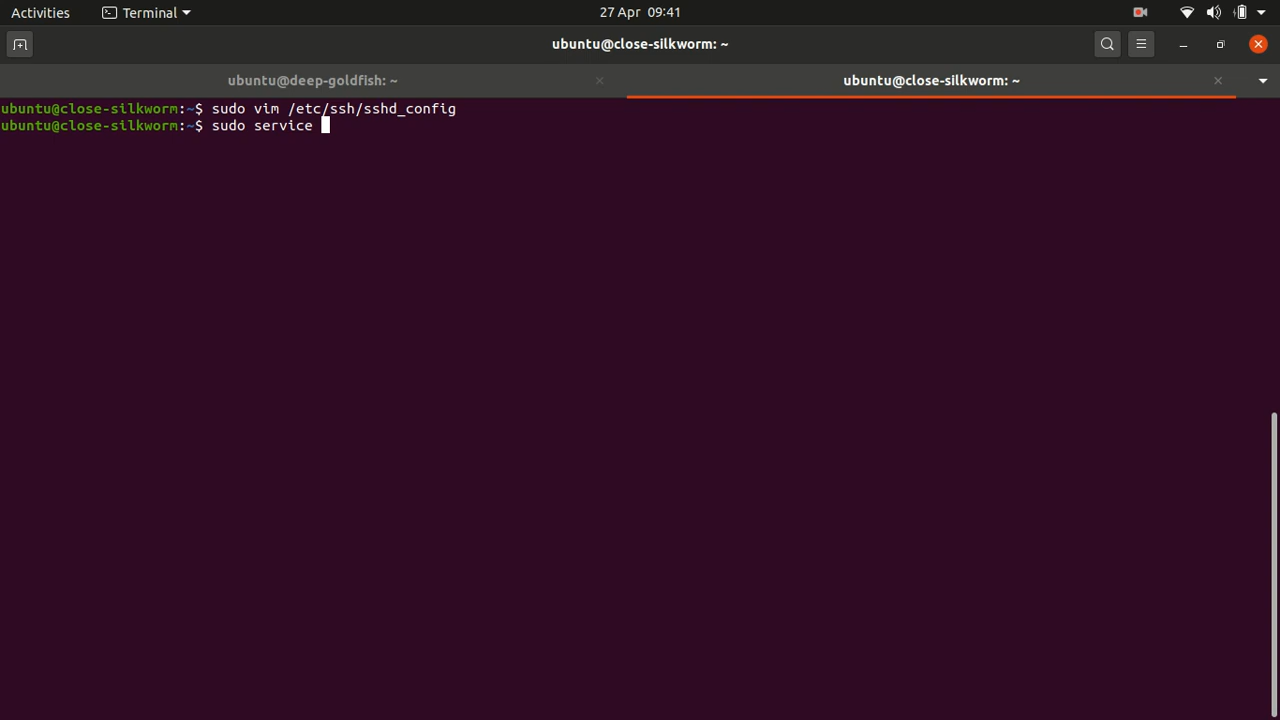 Activities Terminal 27 Apr 09:41
ubuntu@close-silkworm: ~
ubuntu@deep-goldfish: ~ ubuntu@close-silkworm: ~
ubuntu@close-silkworm:~$ sudo vim /etc/ssh/sshd_config
ubuntu@close-silkworm:~$ sudo service